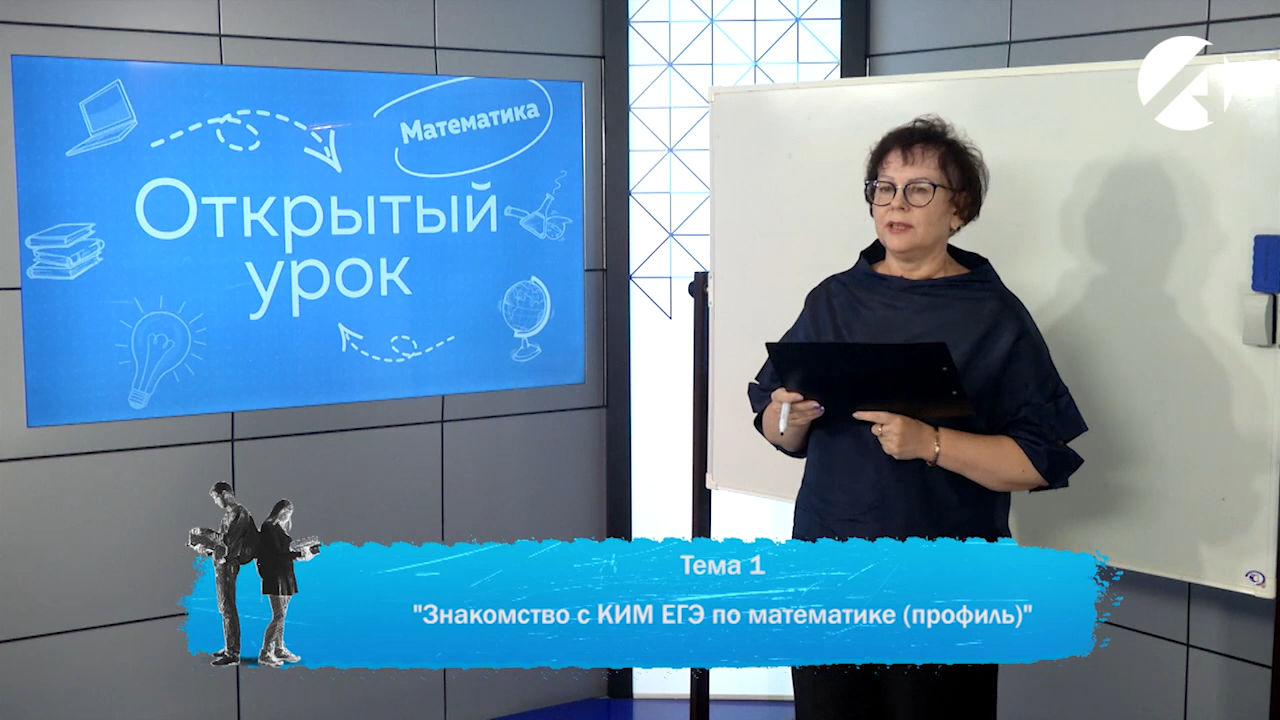 Математика
Открытый
урок
Тема 1
"Знакомство с КИМ ЕГЭ по математике (профиль)"